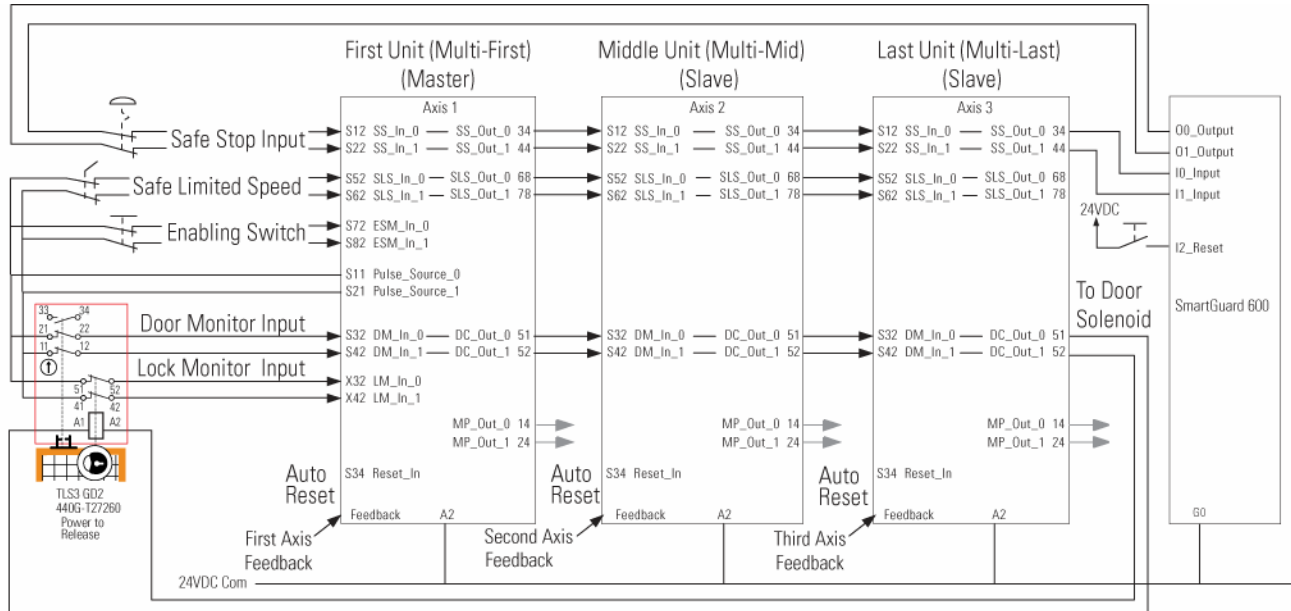 First Unit (Multi-First)
(Master)
Middle Unit (Multi-Mid)
(Slave)
Last Unit (Multi-Last)
(Slave)
Axis 1
Axis 2
Axis 3
Safe Stop Input
S12 SS_In_0 SS_Out_0 34
S22 SS_In_1 SS_Out_1 44
S12 SS_In_0 SS_Out_0 34
S22 SS_In_1 SS_Out_1 44
S12 SS_In_0 SS_Out_0 34
S22 SS_In_1 SS_Out_1 44
O0_Output
O1_Output
I0_Input
I1_Input
Safe Limited Speed
S52 SLS_In_0 SLS_Out_0 68
S62 SLS_In_1 SLS_Out_1 78
S52 SLS_In_0 SLS_Out_0 68
S62 SLS_In_1 SLS_Out_1 78
S52 SLS_In_0 SLS_Out_0 68
S62 SLS_In_1 SLS_Out_1 78
24VDC
Enabling Switch
S72 ESM_In_0
S82 ESM_In_1
I2_Reset
S11 Pulse_Source_0
S21 Pulse_Source_1
To Door
Solenoid
SmartGuard 600
33 34
21 22
11 12
Door Monitor Input
S32 DM_In_0 DC_Out_0 51
S42 DM_In_1 DC_Out_1 52
S32 DM_In_0 DC_Out_0 51
S42 DM_In_1 DC_Out_1 52
S32 DM_In_0 DC_Out_0 51
S42 DM_In_1 DC_Out_1 52
Lock Monitor Input
X32 LM_In_0
X42 LM_In_1
51 52
41 42
A1 A2
MP_Out_0 14
MP_Out_1 24
MP_Out_0 14
MP_Out_1 24
MP_Out_0 14
MP_Out_1 24
Auto
Reset
S34 Reset_In
Auto
Reset
S34 Reset_In
Auto
Reset
S34 Reset_In
TLS3 GD2
440G-T27260
Power to
Release
Feedback A2
Feedback A2
Feedback A2
G0
First Axis
Feedback
Second Axis
Feedback
Third Axis
Feedback
24VDC Com